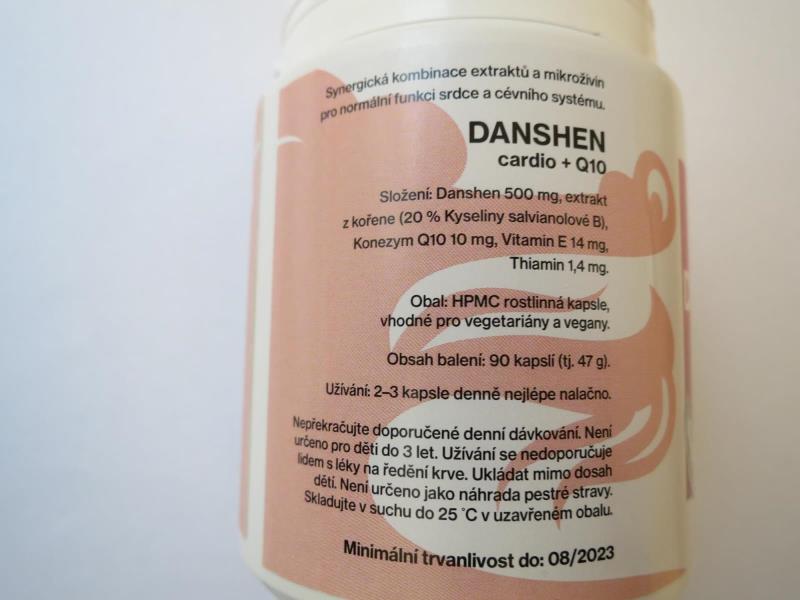 Synergická kombinace extraktů a mikroživin
pro normální funkci srdce a cévního systému.
DANSHEN
cardio + Q10
Složení: Danshen 500 mg, extrakt
z kořene (20 % Kyseliny salvianolové B),
Konezym Q10 10 mg, Vitamin E 14 mg,
Thiamin 1,4 mg.
Obal: HPMC rostlinná kapsle,
vhodné pro vegetariány a vegany.
Obsah balení: 90 kapslí (tj. 47 g).
Užívání: 2–3 kapsle denně nejlépe nalačno.
Nepřekračujte doporučené denní dávkování. Není
určeno pro děti do 3 let. Užívání se nedoporučuje
lidem s léky na ředění krve. Ukládat mimo dosah
dětí. Není určeno jako náhrada pestré stravy.
Skladujte v suchu do 25 °C v uzavřeném obalu.
Minimální trvanlivost do: 08/2023